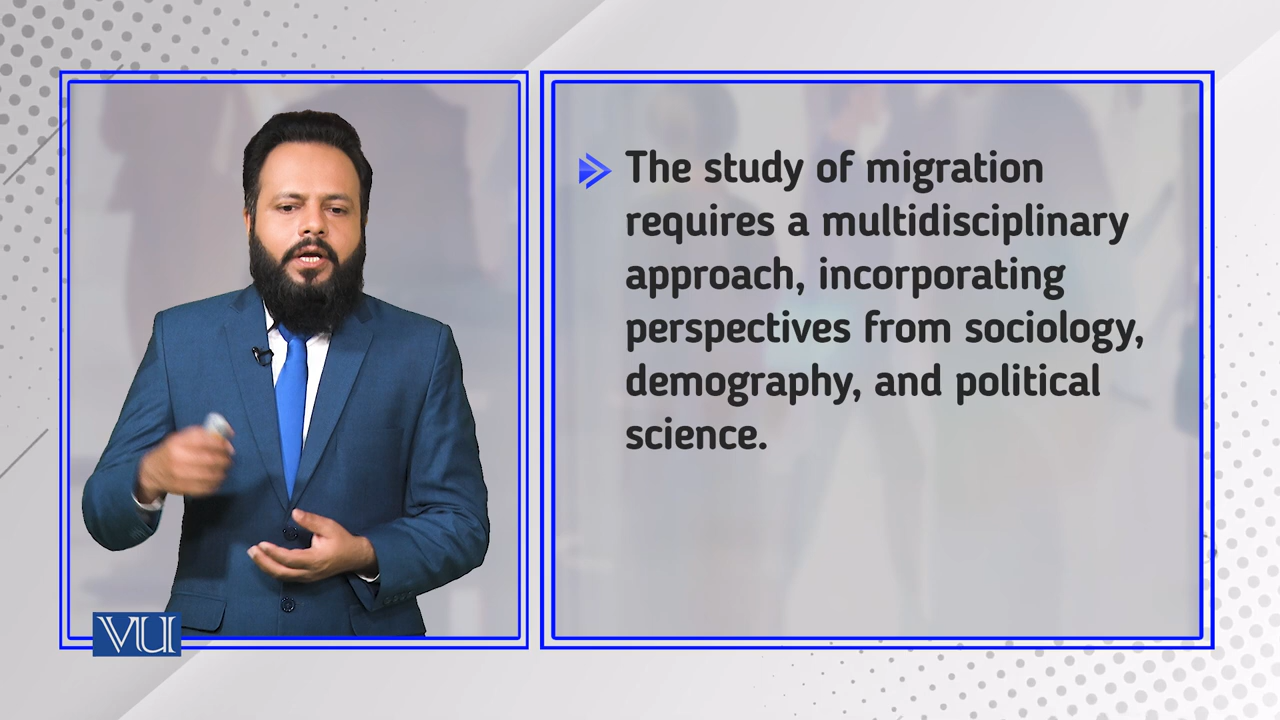 The study of migration
requires a multidisciplinary
approach, incorporating
perspectives from sociology,
demography, and political
science.
VU